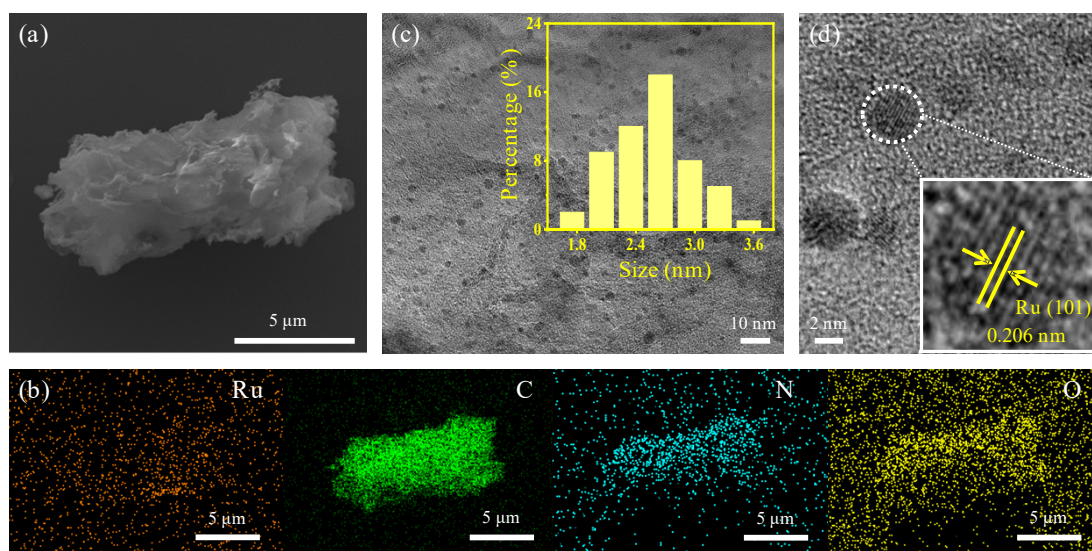 (a)
5 μm
(c)
Percentage (%)
24
16
8
0
1.8
2.4
3.0
3.6
Size (nm)
10 nm
(d)
2 nm
Ru (101)
0.206 nm
(b)
Ru
5 μm
C
5 μm
N
5 μm
O
5 μm